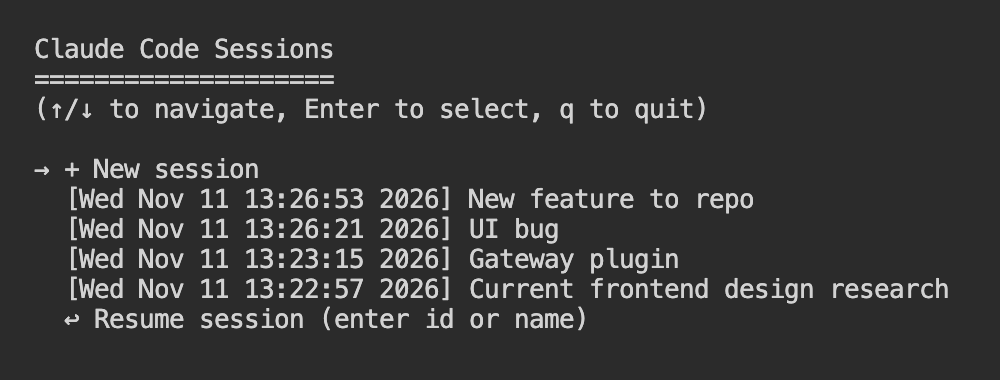 Claude Code Sessions
====================
(↑/↓ to navigate, Enter to select, q to quit)
→ + New session
[Wed Nov 11 13:26:53 2026] New feature to repo
[Wed Nov 11 13:26:21 2026] UI bug
[Wed Nov 11 13:23:15 2026] Gateway plugin
[Wed Nov 11 13:22:57 2026] Current frontend design research
↩ Resume session (enter id or name)